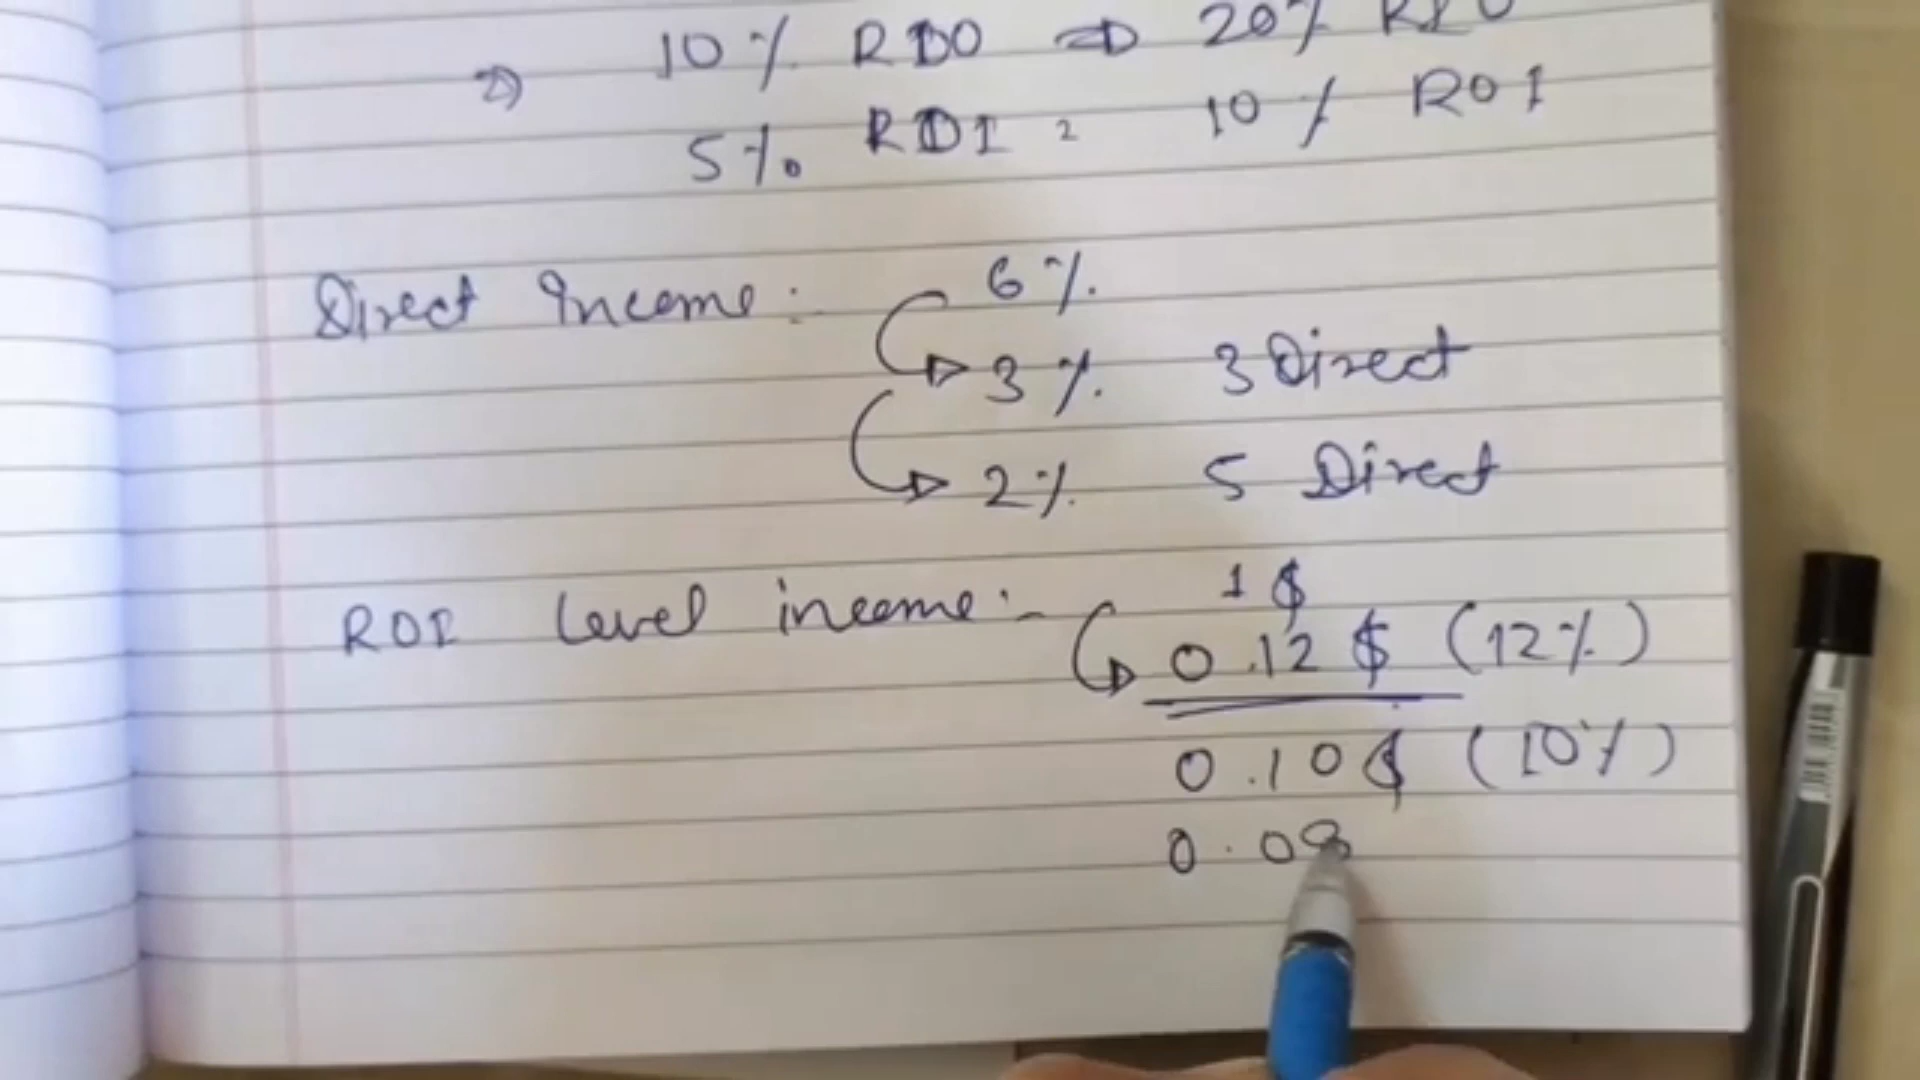 10% RDO ⇒ 20%
⇒
5% RDI = 10% ROI
Direct Income:- 6%.
3%. 3 Direct
2%. 5 Direct
1$
ROI Level income:- 0.12$ (12%)
0.10$ (10%)
0.08